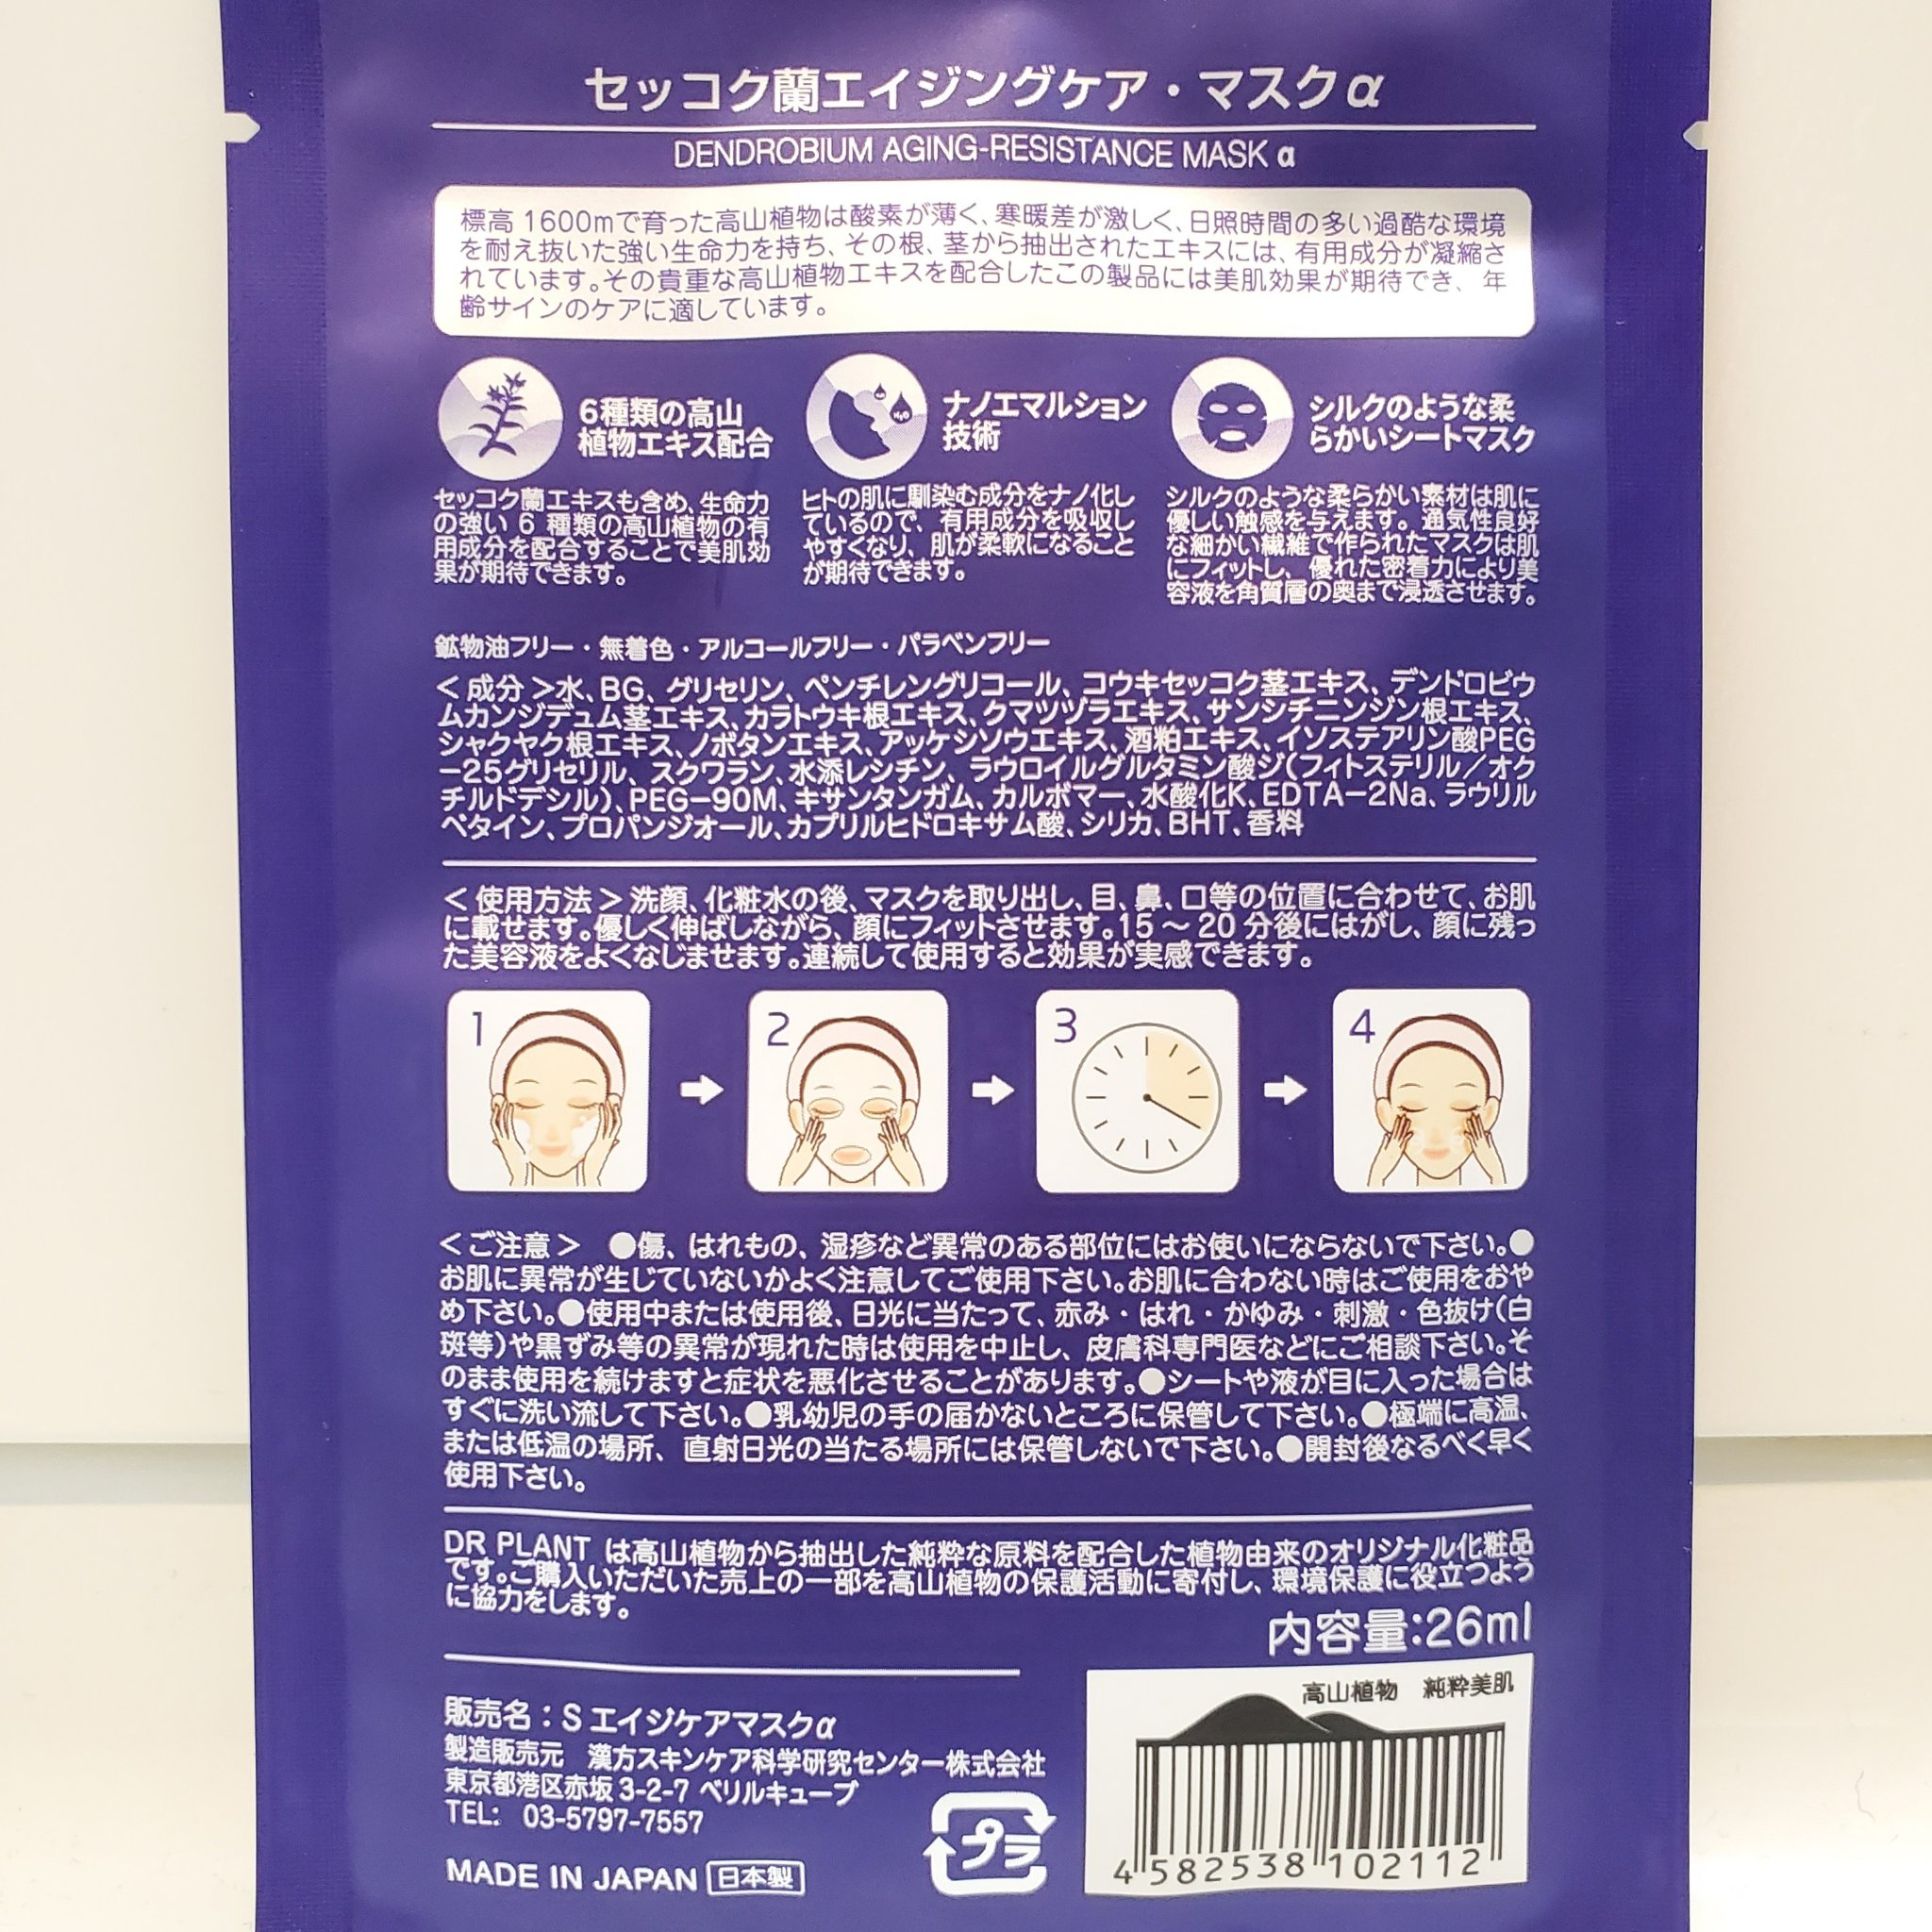 セッコク蘭エイジングケア・マスクα
DENDROBIUM AGING-RESISTANCE MASK α
標高1600mで育った高山植物は酸素が薄く、寒暖差が激しく、日照時間の多い過酷な環境
を耐え抜いた強い生命力を持ち、その根、茎から抽出されたエキスには、有用成分が凝縮さ
れています。その貴重な高山植物エキスを配合したこの製品には美肌効果が期待でき、年
齢サインのケアに適しています。
6種類の高山
植物エキス配合
セッコク蘭エキスも含め、生命力
の強い 6 種類の高山植物の有
用成分を配合することで美肌効
果が期待できます。
H₂O
ナノエマルション
技術
ヒトの肌に馴染む成分をナノ化し
ているので、有用成分を吸収し
やすくなり、肌が柔軟になること
が期待できます。
シルクのような柔
らかいシートマスク
シルクのような柔らかい素材は肌に
優しい触感を与えます。通気性良好
な細かい繊維で作られたマスクは肌
にフィットし、優れた密着力により美
容液を角質層の奥まで浸透させます。
鉱物油フリー・無着色・アルコールフリー・パラベンフリー
＜成分＞水、BG、グリセリン、ペンチレングリコール、コウキセッコク茎エキス、デンドロビウ
ムカンジデュム茎エキス、カラトウキ根エキス、クマツヅラエキス、サンシチニンジン根エキス、
シャクヤク根エキス、ノボタンエキス、アッケシソウエキス、酒粕エキス、イソステアリン酸PEG
−25グリセリル、スクワラン、水添レシチン、ラウロイルグルタミン酸ジ(フィトステリル／オク
チルドデシル)、PEG−90M、キサンタンガム、カルボマー、水酸化K、EDTA−2Na、ラウリル
ベタイン、プロパンジオール、カプリルヒドロキサム酸、シリカ、BHT、香料
＜使用方法＞洗顔、化粧水の後、マスクを取り出し、目、鼻、口等の位置に合わせて、お肌
に載せます。優しく伸ばしながら、顔にフィットさせます。15～20 分後にはがし、顔に残っ
た美容液をよくなじませます。連続して使用すると効果が実感できます。
1
2
3
4
＜ご注意＞ ●傷、はれもの、湿疹など異常のある部位にはお使いにならないで下さい。●
お肌に異常が生じていないかよく注意してご使用下さい。お肌に合わない時はご使用をおや
め下さい。●使用中または使用後、日光に当たって、赤み・はれ・かゆみ・刺激・色抜け(白
斑等)や黒ずみ等の異常が現れた時は使用を中止し、皮膚科専門医などにご相談下さい。そ
のまま使用を続けますと症状を悪化させることがあります。●シートや液が目に入った場合は
すぐに洗い流して下さい。●乳幼児の手の届かないところに保管して下さい。●極端に高温、
または低温の場所、直射日光の当たる場所には保管しないで下さい。●開封後なるべく早く
使用下さい。
DR PLANT は高山植物から抽出した純粋な原料を配合した植物由来のオリジナル化粧品
です。ご購入いただいた売上の一部を高山植物の保護活動に寄付し、環境保護に役立つよう
に協力をします。
内容量:26ml
販売名：S エイジケアマスクα
製造販売元 漢方スキンケア科学研究センター株式会社
東京都港区赤坂 3-2-7 ベリルキューブ
TEL: 03-5797-7557
MADE IN JAPAN 日本製
プラ
高山植物 純粋美肌
4582538102112